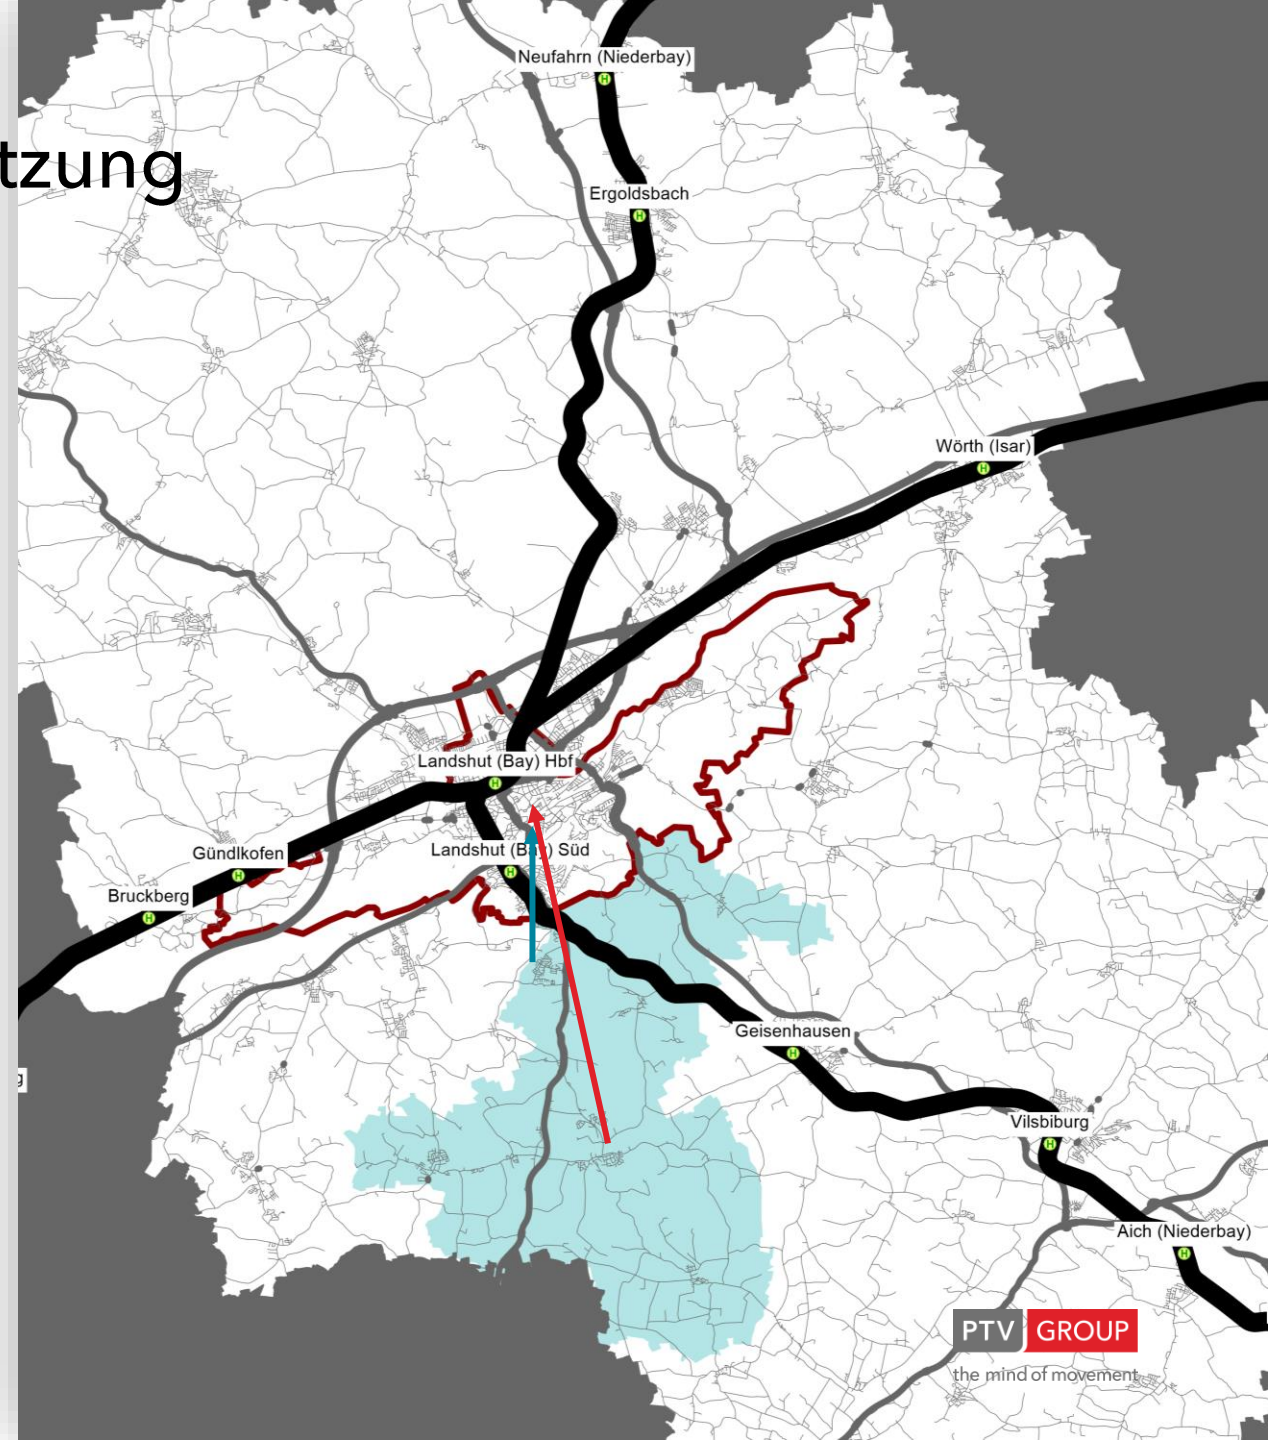 Neufahrn (Niederbay)
tzung
Ergoldsbach
Wörth (Isar)
Landshut (Bay) Hbf
Gündlkofen
Landshut (Bay) Süd
Bruckberg
Geisenhausen
g
Vilsbiburg
Aich (Niederbay)
PTV GROUP
the mind of movement